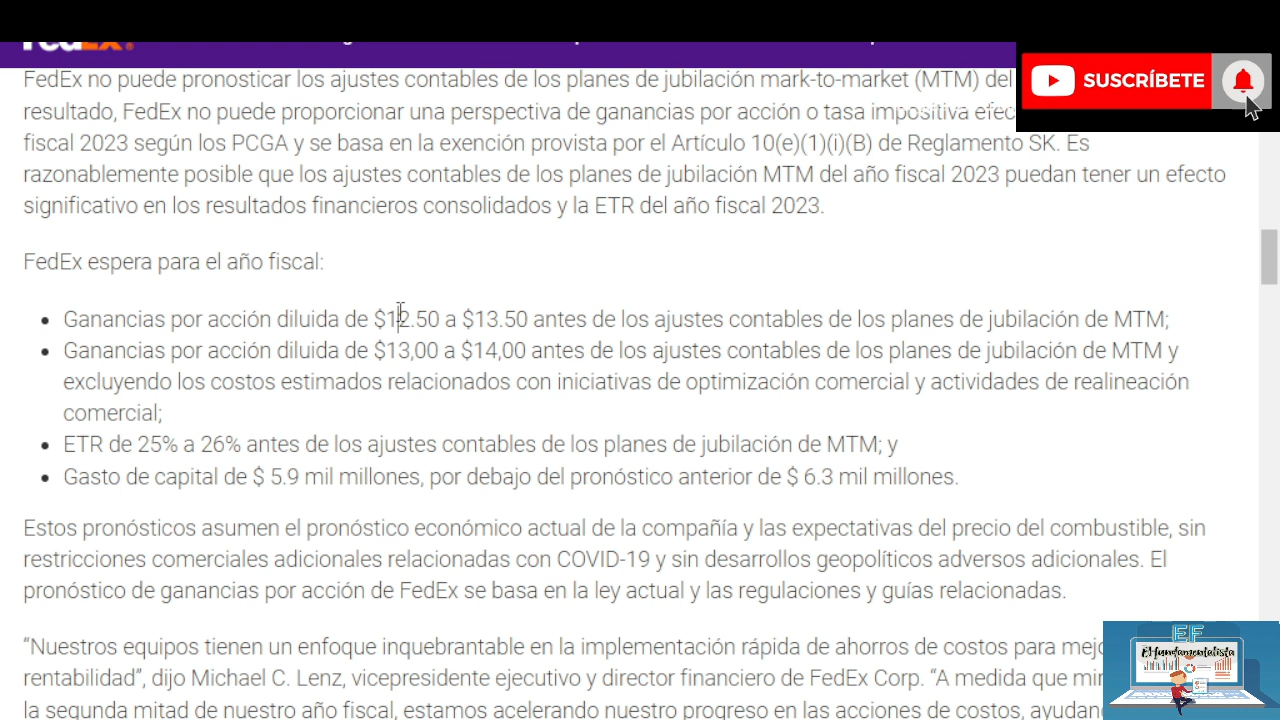 FedEx
FedEx no puede pronosticar los ajustes contables de los planes de jubilación mark-to-market (MTM) del
resultado, FedEx no puede proporcionar una perspectiva de ganancias por acción o tasa impositiva
fiscal 2023 según los PCGA y se basa en la exención provista por el Artículo 10(e)(1)(i)(B) de Reglamento SK. Es
razonablemente posible que los ajustes contables de los planes de jubilación MTM del año fiscal 2023 puedan tener un efecto
significativo en los resultados financieros consolidados y la ETR del año fiscal 2023.
FedEx espera para el año fiscal:
Ganancias por acción diluida de $12.50 a $13.50 antes de los ajustes contables de los planes de jubilación de MTM;
Ganancias por acción diluida de $13,00 a $14,00 antes de los ajustes contables de los planes de jubilación de MTM y
excluyendo los costos estimados relacionados con iniciativas de optimización comercial y actividades de realineación
comercial;
ETR de 25% a 26% antes de los ajustes contables de los planes de jubilación de MTM; y
Gasto de capital de $ 5.9 mil millones, por debajo del pronóstico anterior de $ 6.3 mil millones.
Estos pronósticos asumen el pronóstico económico actual de la compañía y las expectativas del precio del combustible, sin
restricciones comerciales adicionales relacionadas con COVID-19 y sin desarrollos geopolíticos adversos adicionales. El
pronóstico de ganancias por acción de FedEx se basa en la ley actual y las regulaciones y guías relacionadas.
“Nuestros equipos tienen un enfoque inquebrantable en la implementación rápida de ahorros de costos para
rentabilidad”, dijo Michael C. Lenz, vicepresidente ejecutivo y director financiero de FedEx Corp. “A medida que
la segunda mitad de nuestro año fiscal, estamos acelerando nuestro progreso en las acciones de costos,
SUSCRÍBETE
EF
El fundamentalista